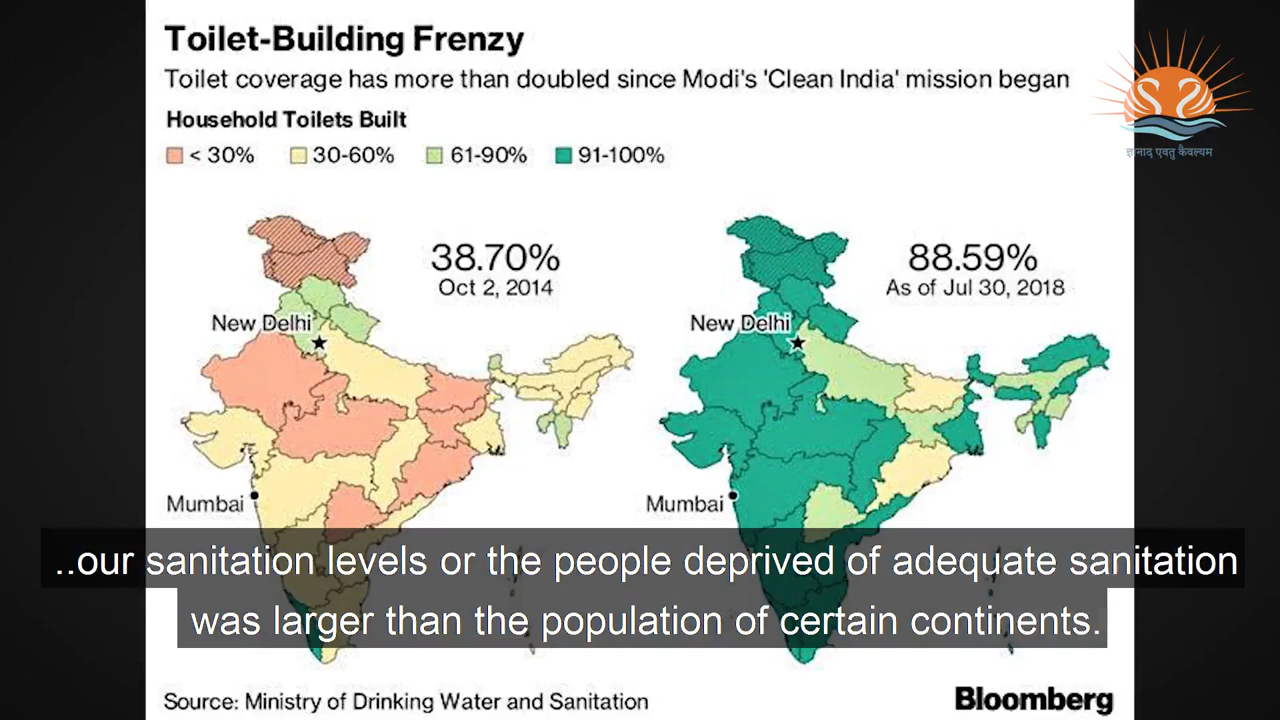 Toilet-Building Frenzy
Toilet coverage has more than doubled since Modi's 'Clean India' mission began
Household Toilets Built
< 30% 30-60% 61-90% 91-100%
ज्ञानाद् एवतु कैवल्यम
38.70%
Oct 2, 2014
New Delhi
Mumbai
88.59%
As of Jul 30, 2018
New Delhi
Mumbai
..our sanitation levels or the people deprived of adequate sanitation
was larger than the population of certain continents.
Source: Ministry of Drinking Water and Sanitation
Bloomberg